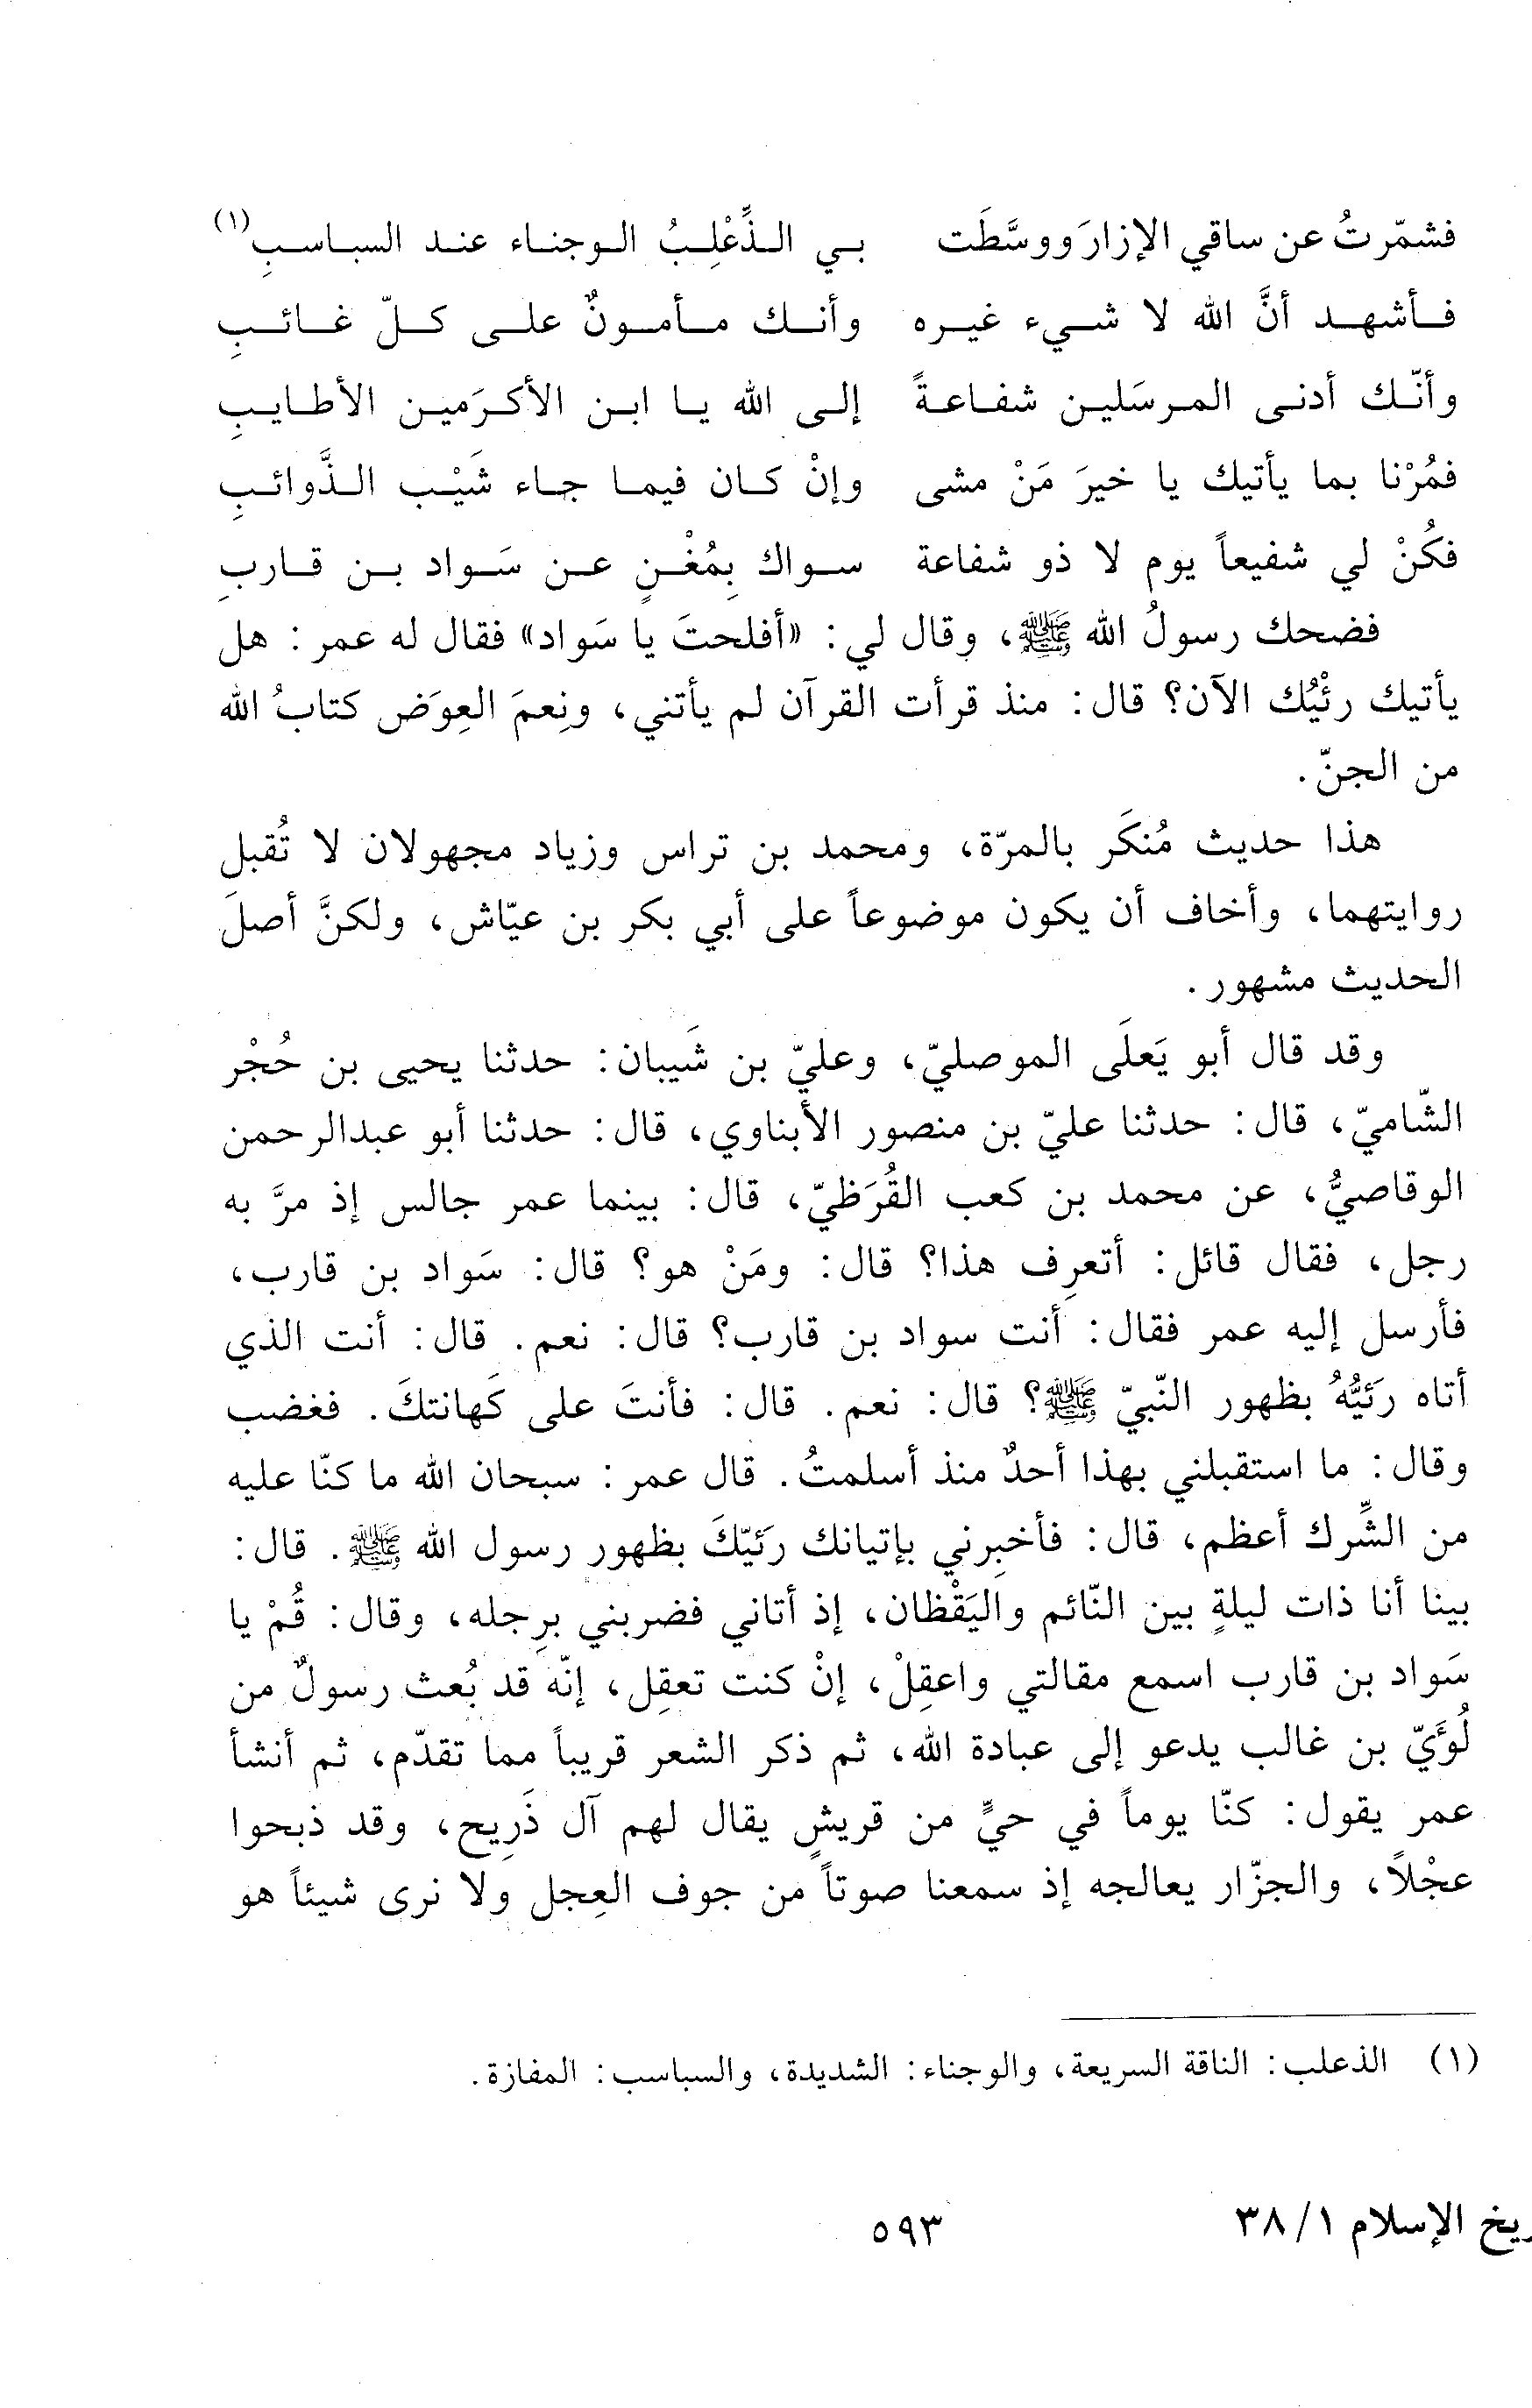 فشمّرتُ عن ساقي الإزارَ ووسَّطَت بي الذِّعْلِبُ الوجناء عند السباسبِ(١)
فأشهد أنَّ الله لا شيء غيره وأنك مأمونٌ على كلّ غائبِ
وأنّك أدنى المرسَلين شفاعةً إلى الله يا ابن الأكرَمين الأطايبِ
فمُرْنا بما يأتيك يا خيرَ مَنْ مشى وإنْ كان فيما جاء شَيْب الذَّوائبِ
فكُنْ لي شفيعاً يوم لا ذو شفاعة سواك بِمُغْنٍ عن سَواد بن قاربِ
فضحك رسولُ الله ﷺ، وقال لي: «أفلحتَ يا سَواد» فقال له عمر: هل
يأتيك رئْيُك الآن؟ قال: منذ قرأت القرآن لم يأتني، ونِعمَ العِوَض كتابُ الله
من الجنّ.
هذا حديث مُنكَر بالمرّة، ومحمد بن تراس وزياد مجهولان لا تُقبل
روايتهما، وأخاف أن يكون موضوعاً على أبي بكر بن عيّاش، ولكنَّ أصلَ
الحديث مشهور.
وقد قال أبو يَعلَى الموصليّ، وعليّ بن شَيبان: حدثنا يحيى بن حُجْر
الشّاميّ، قال: حدثنا عليّ بن منصور الأبناوي، قال: حدثنا أبو عبدالرحمن
الوقاصيُّ، عن محمد بن كعب القُرَظيّ، قال: بينما عمر جالس إذ مرَّ به
رجل، فقال قائل: أتعرِف هذا؟ قال: ومَنْ هو؟ قال: سَواد بن قارب،
فأرسل إليه عمر فقال: أنت سواد بن قارب؟ قال: نعم. قال: أنت الذي
أتاه رَئيُّهُ بظهور النّبيّ ﷺ؟ قال: نعم. قال: فأنتَ على كَهانتكَ. فغضب
وقال: ما استقبلني بهذا أحدٌ منذ أسلمتُ. قال عمر: سبحان الله ما كنّا عليه
من الشِّرك أعظم، قال: فأخبِرني بإتيانك رَئيّكَ بظهور رسول الله ﷺ. قال:
بينا أنا ذات ليلةٍ بين النّائم واليَقْظان، إذ أتاني فضربني برِجله، وقال: قُمْ يا
سَواد بن قارب اسمع مقالتي واعقِلْ، إنْ كنت تعقِل، إنّه قد بُعث رسولٌ من
لُؤَيّ بن غالب يدعو إلى عبادة الله، ثم ذكر الشعر قريباً مما تقدّم، ثم أنشأ
عمر يقول: كنّا يوماً في حيٍّ من قريشٍ يقال لهم آل ذَرِيح، وقد ذبحوا
عجْلاً، والجزّار يعالجه إذ سمعنا صوتاً من جوف العِجل ولا نرى شيئاً هو
(١) الذعلب: الناقة السريعة، والوجناء: الشديدة، والسباسب: المفازة.
ريخ الإسلام ٣٨/١ ٥٩٣